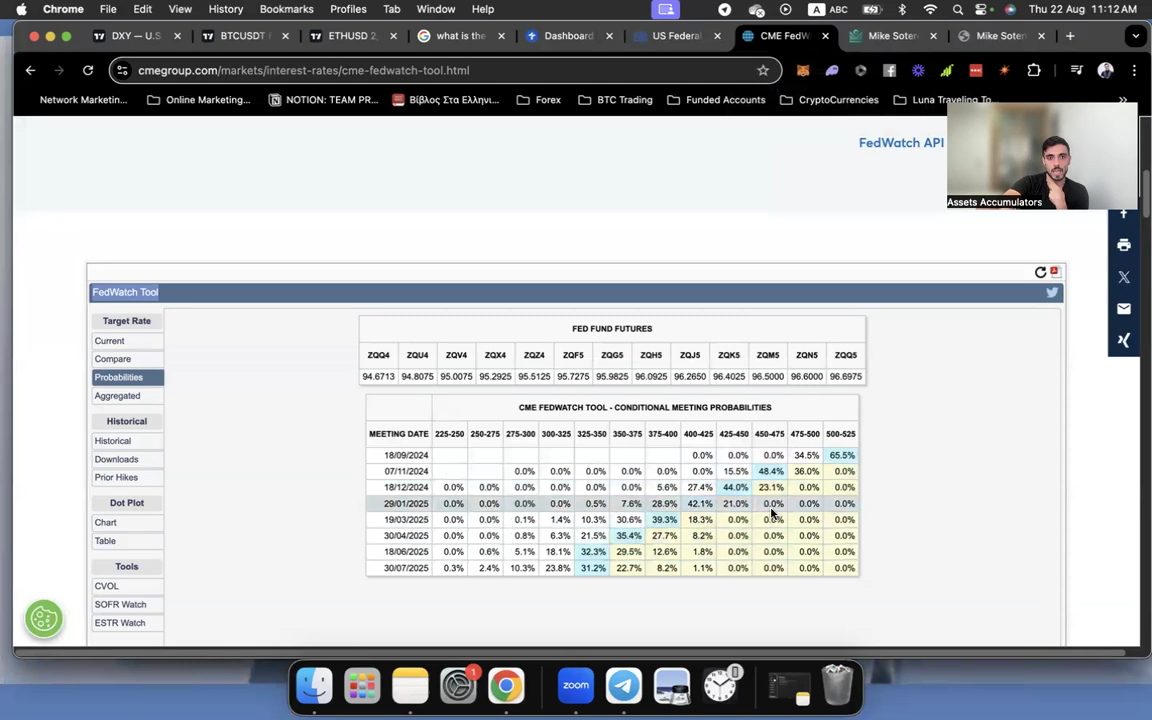 Chrome File Edit View History Bookmarks Profiles Tab Window Help ABC Thu 22 Aug 11:12 AM
DXY — U.S BTCUSDT ETHUSD 2, what is the Dashboard US Federal CME FedW Mike Soter Mike Soter
cmegroup.com/markets/interest-rates/cme-fedwatch-tool.html
Network Marketin... Online Marketing... NOTION: TEAM PR... Βίβλος Στα Ελληνι... Forex BTC Trading Funded Accounts CryptoCurrencies Luna Traveling To...
FedWatch API
Assets Accumulators
FedWatch Tool
Target Rate
Current
Compare
Probabilities
Aggregated
Historical
Historical
Downloads
Prior Hikes
Dot Plot
Chart
Table
Tools
CVOL
SOFR Watch
ESTR Watch
FED FUND FUTURES
ZQQ4 ZQU4 ZQV4 ZQX4 ZQZ4 ZQF5 ZQG5 ZQH5 ZQJ5 ZQK5 ZQM5 ZQN5 ZQQ5
94.6713 94.8075 95.0075 95.2925 95.5125 95.7275 95.9825 96.0925 96.2650 96.4025 96.5000 96.6000 96.6975
CME FEDWATCH TOOL - CONDITIONAL MEETING PROBABILITIES
MEETING DATE 225-250 250-275 275-300 300-325 325-350 350-375 375-400 400-425 425-450 450-475 475-500 500-525
18/09/2024 0.0% 0.0% 0.0% 34.5% 65.5%
07/11/2024 0.0% 0.0% 0.0% 0.0% 0.0% 0.0% 15.5% 48.4% 36.0% 0.0%
18/12/2024 0.0% 0.0% 0.0% 0.0% 0.0% 0.0% 5.6% 27.4% 44.0% 23.1% 0.0% 0.0%
29/01/2025 0.0% 0.0% 0.0% 0.0% 0.5% 7.6% 28.9% 42.1% 21.0% 0.0% 0.0% 0.0%
19/03/2025 0.0% 0.0% 0.1% 1.4% 10.3% 30.6% 39.3% 18.3% 0.0% 0.0% 0.0% 0.0%
30/04/2025 0.0% 0.0% 0.8% 6.3% 21.5% 35.4% 27.7% 8.2% 0.0% 0.0% 0.0% 0.0%
18/06/2025 0.0% 0.6% 5.1% 18.1% 32.3% 29.5% 12.6% 1.8% 0.0% 0.0% 0.0% 0.0%
30/07/2025 0.3% 2.4% 10.3% 23.8% 31.2% 22.7% 8.2% 1.1% 0.0% 0.0% 0.0% 0.0%
1
zoom